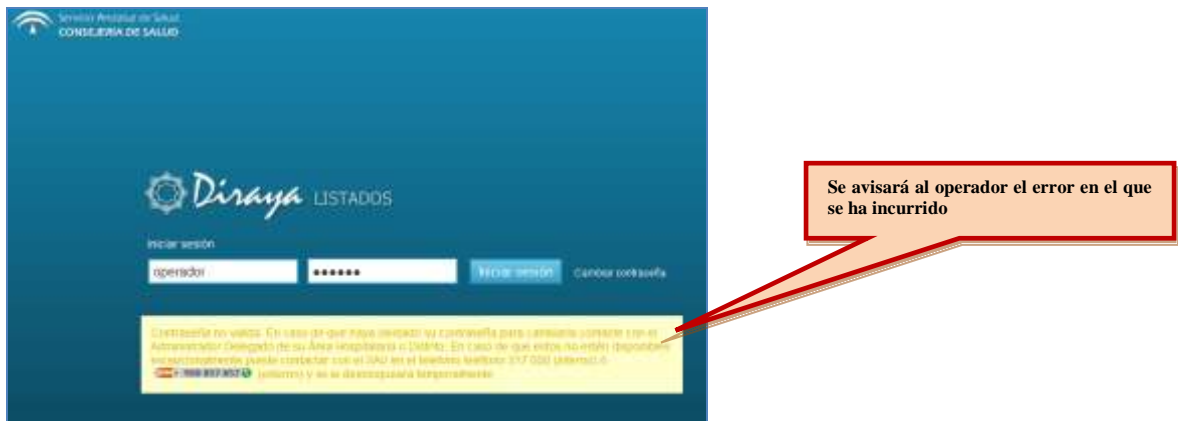 Servicio Andaluz de Salud
CONSEJERÍA DE SALUD
Diraya LISTADOS
Iniciar sesión
operador
●●●●●●
Iniciar sesión
Cambiar contraseña
Contraseña no valida. En caso de que haya olvidado su contraseña para cambiarla contacte con el
Administrador Delegado de su Área Hospitalaria o Distrito. En caso de que estos no estén disponibles
excepcionalmente puede contactar con el en el teléfono
(externo) y se le desbloqueará temporalmente
Se avisará al operador el error en el que
se ha incurrido